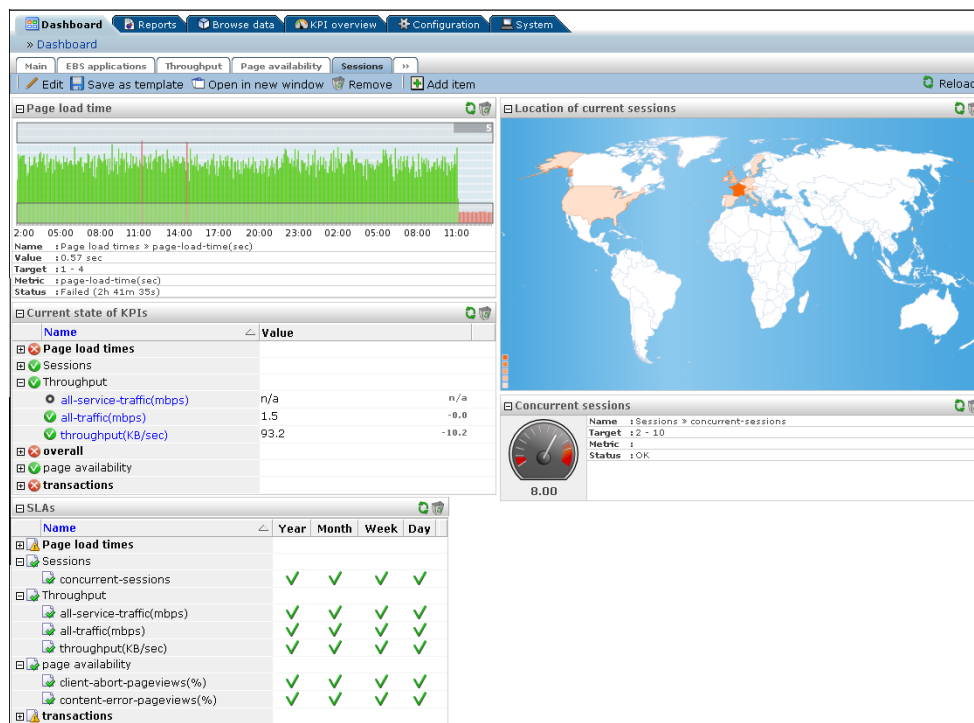 Dashboard Reports Browse data KPI overview Configuration System
» Dashboard
Main EBS applications Throughput Page availability Sessions »
Edit Save as template Open in new window Remove Add item Reload
Page load time
5
2:00 05:00 08:00 11:00 14:00 17:00 20:00 23:00 02:00 05:00 08:00 11:00
Name :Page load times » page-load-time(sec)
Value :0.57 sec
Target :1 - 4
Metric :page-load-time(sec)
Status :Failed (2h 41m 35s)
Current state of KPIs
Name Value
Page load times
Sessions
Throughput
all-service-traffic(mbps) n/a n/a
all-traffic(mbps) 1.5 -0.0
throughput(KB/sec) 93.2 -10.2
overall
page availability
transactions
SLAs
Name Year Month Week Day
Page load times
Sessions
concurrent-sessions
Throughput
all-service-traffic(mbps)
all-traffic(mbps)
throughput(KB/sec)
page availability
client-abort-pageviews(%)
content-error-pageviews(%)
transactions
Location of current sessions
Concurrent sessions
Name :Sessions » concurrent-sessions
Target :2 - 10
Metric :
Status :OK
8.00